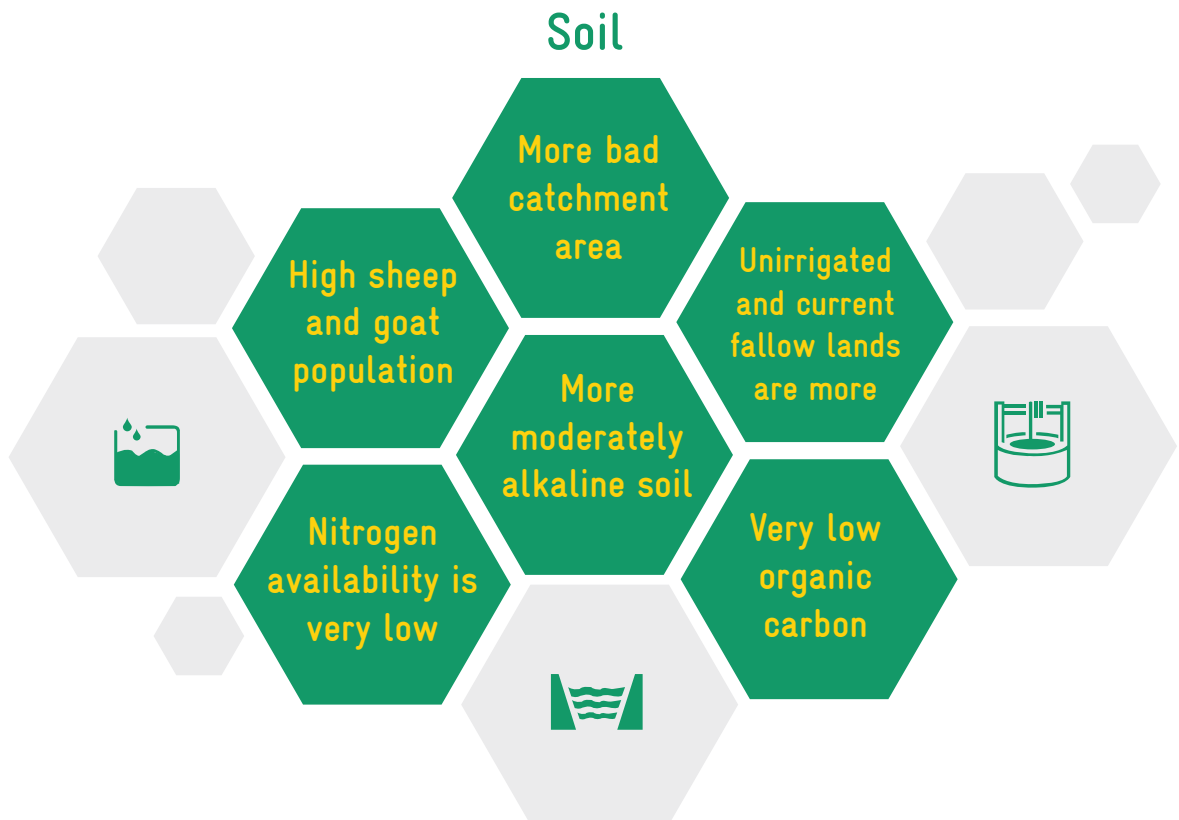 Soil
More bad
catchment
area
High sheep
and goat
population
Unirrigated
and current
fallow lands
are more
More
moderately
alkaline soil
Nitrogen
availability is
very low
Very low
organic
carbon